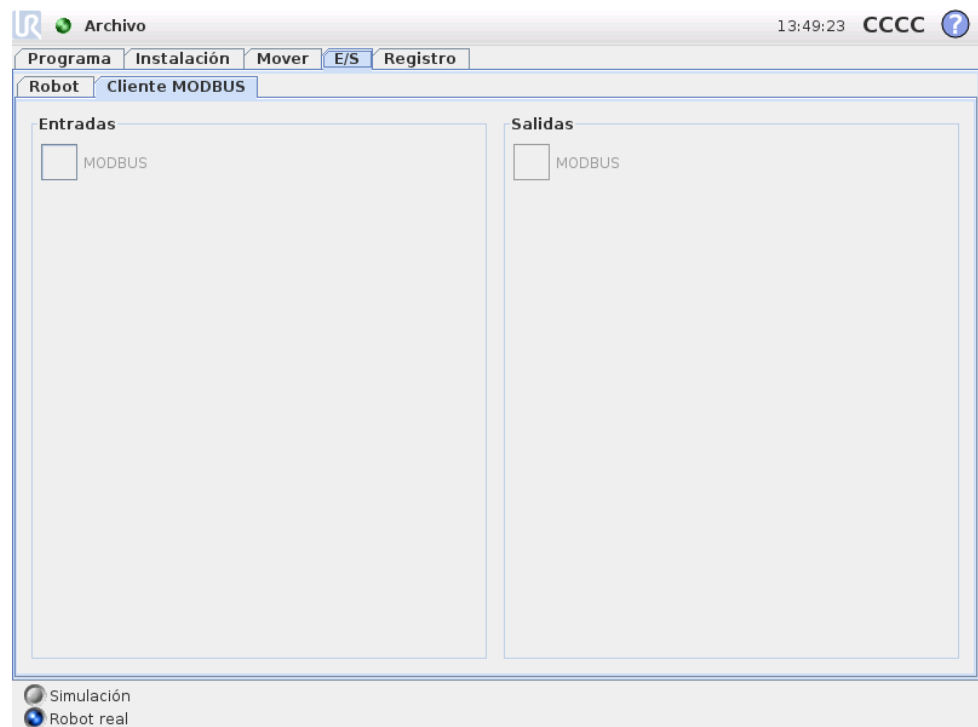 UR Archivo 13:49:23 CCCC ?
Programa Instalación Mover E/S Registro
Robot Cliente MODBUS
Entradas Salidas
MODBUS MODBUS
Simulación
Robot real